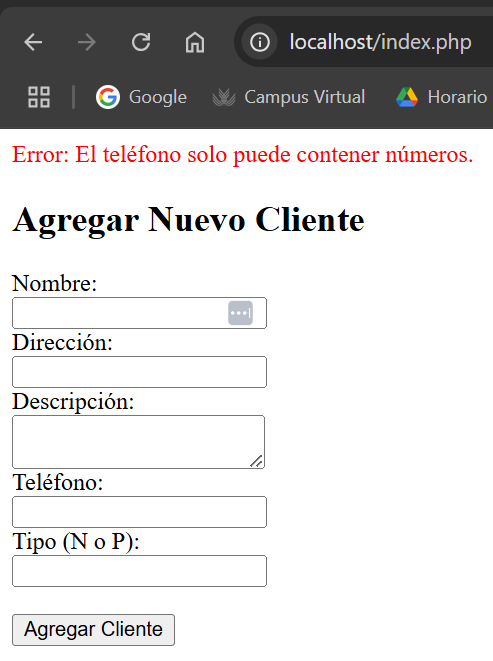 localhost/index.php
Google Campus Virtual Horario
Error: El teléfono solo puede contener números.
Agregar Nuevo Cliente
Nombre:
Dirección:
Descripción:
Teléfono:
Tipo (N o P):
Agregar Cliente